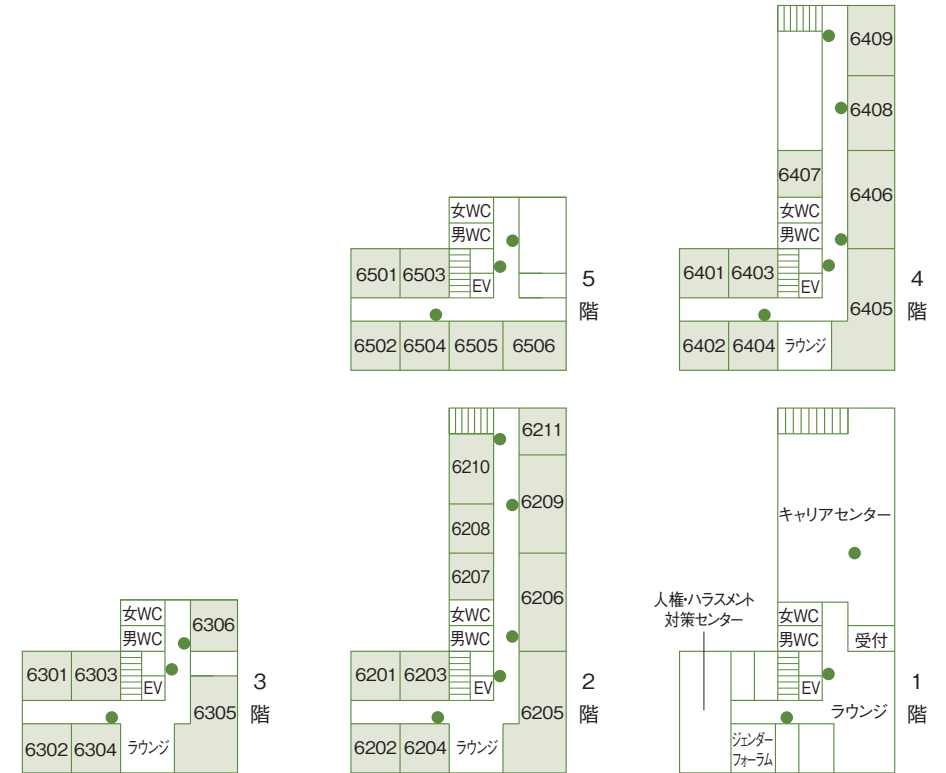 6409
6408
6407
6406
女WC
男WC
6401
6403
EV
6405
6402
6404
ラウンジ
4
階
女WC
男WC
6501
6503
EV
6502
6504
6505
6506
5
階
女WC
男WC
6306
6301
6303
EV
6305
6302
6304
ラウンジ
3
階
6211
6210
6209
6208
6207
6206
女WC
男WC
6201
6203
EV
6205
6202
6204
ラウンジ
2
階
キャリアセンター
人権・ハラスメント
対策センター
女WC
男WC
受付
EV
ラウンジ
ジェンダー
フォーラム
1
階